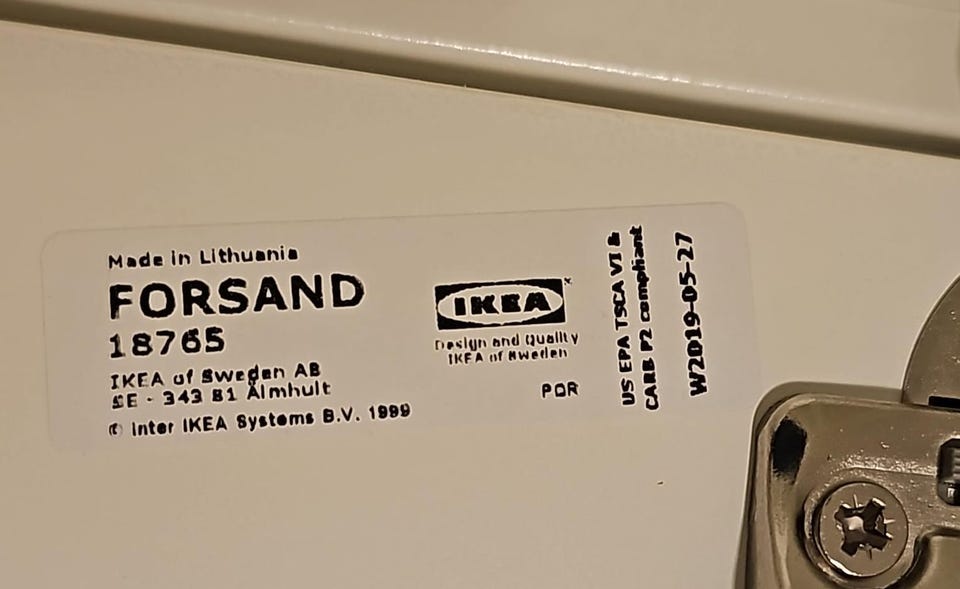 Made in Lithuania
FORSAND
18765
IKEA of Sweden AB
SE - 343 81 Älmhult
© Inter IKEA Systems B.V. 1999
IKEA
Design and Quality
IKEA of Sweden
PQR
US EPA TSCA VI &
CARB P2 compliant
W2019-05-27